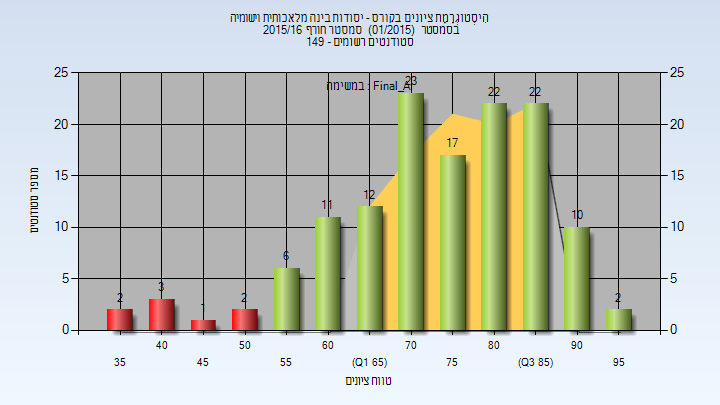 היסטוגרמת ציונים בקורס - יסודות בינה מלאכותית וישומיה
בסמסטר (01/2015) סמסטר חורף 2015/16
סטודנטים רשומים - 149
במשימה : Final_A
25 25
20 20
15 15
10 10
5 5
0 0
2 3 1 2 6 11 12 23 17 22 22 10 2
מספר סטודנטים
40 50 60 70 80 90
35 45 55 (Q1 65) 75 (Q3 85) 95
טווח ציונים